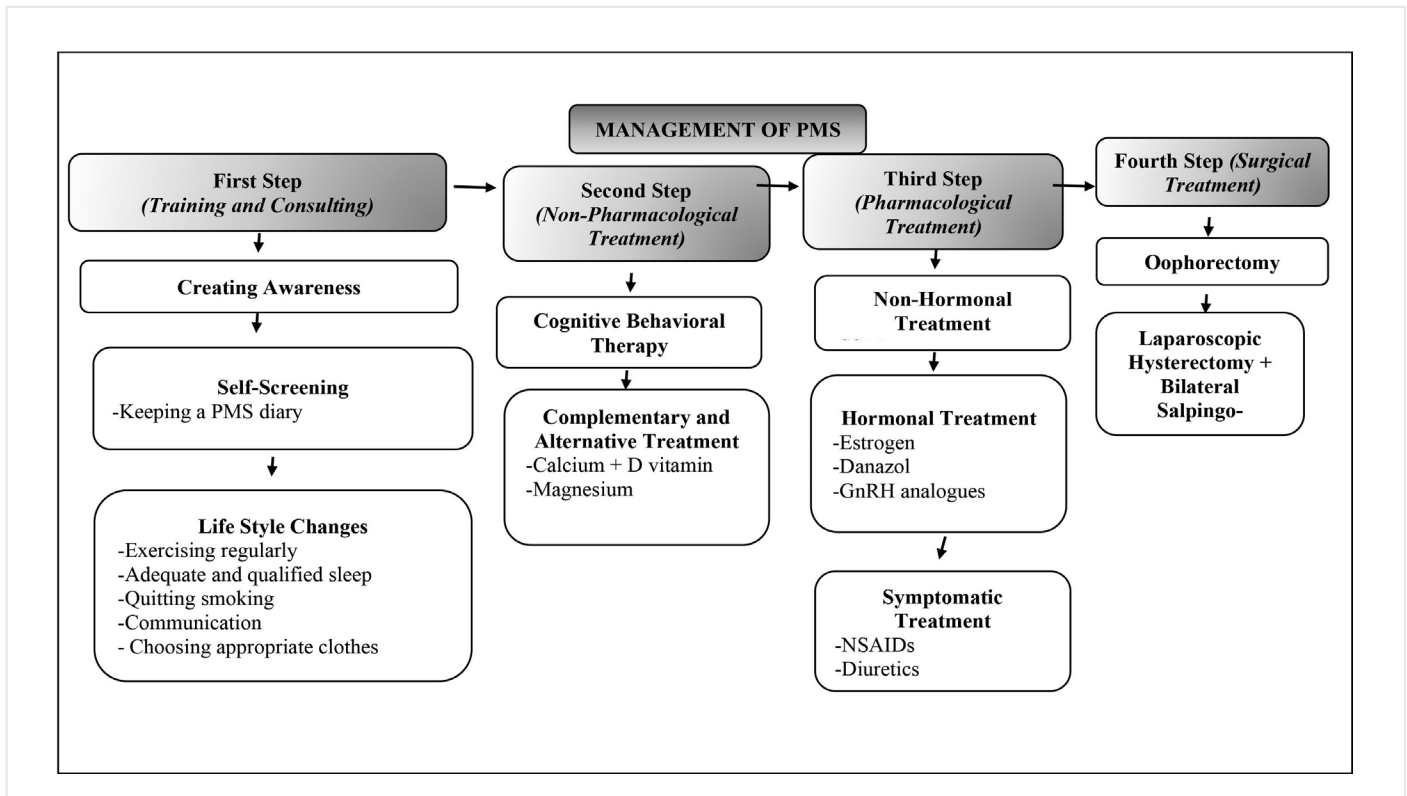 MANAGEMENT OF PMS
First Step
(Training and Consulting)
Creating Awareness
Self-Screening
-Keeping a PMS diary
Life Style Changes
-Exercising regularly
-Adequate and qualified sleep
-Quitting smoking
-Communication
- Choosing appropriate clothes
Second Step
(Non-Pharmacological
Treatment)
Cognitive Behavioral
Therapy
Complementary and
Alternative Treatment
-Calcium + D vitamin
-Magnesium
Third Step
(Pharmacological
Treatment)
Non-Hormonal
Treatment
Hormonal Treatment
-Estrogen
-Danazol
-GnRH analogues
Symptomatic
Treatment
-NSAIDs
-Diuretics
Fourth Step (Surgical
Treatment)
Oophorectomy
Laparoscopic
Hysterectomy +
Bilateral
Salpingo-